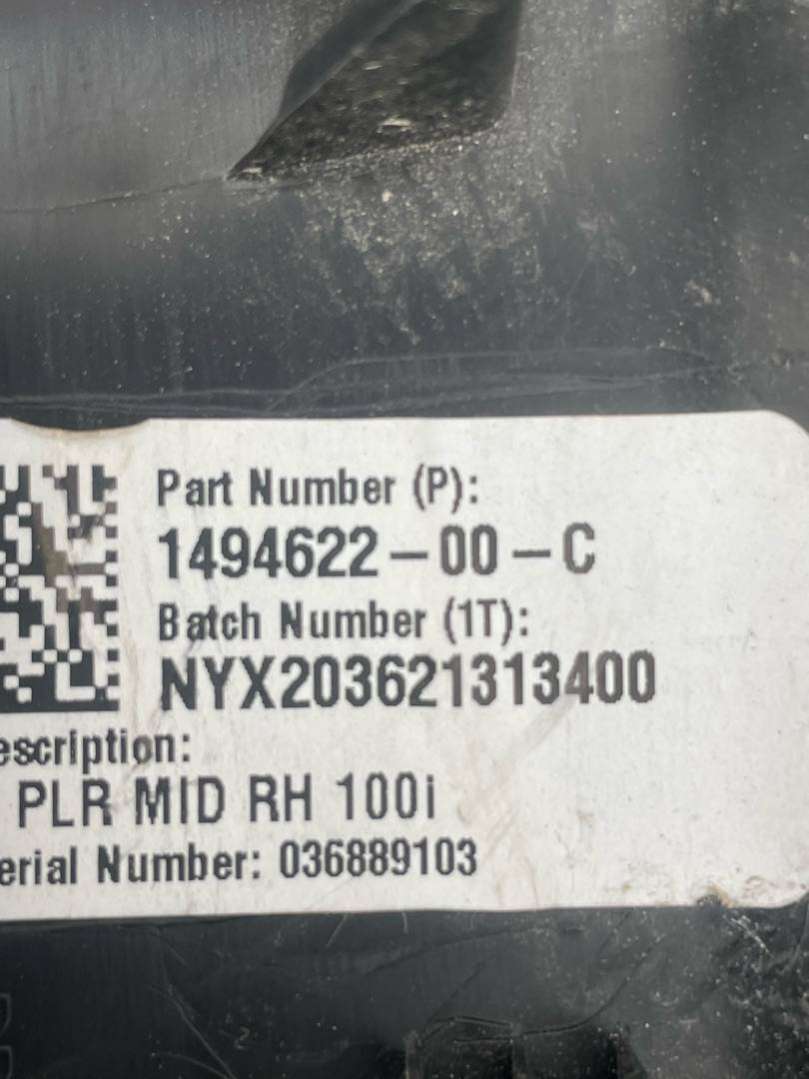 Part Number (P):
1494622-00-C
Batch Number (1T):
NYX203621313400
escription:
PLR MID RH 100i
erial Number: 036889103